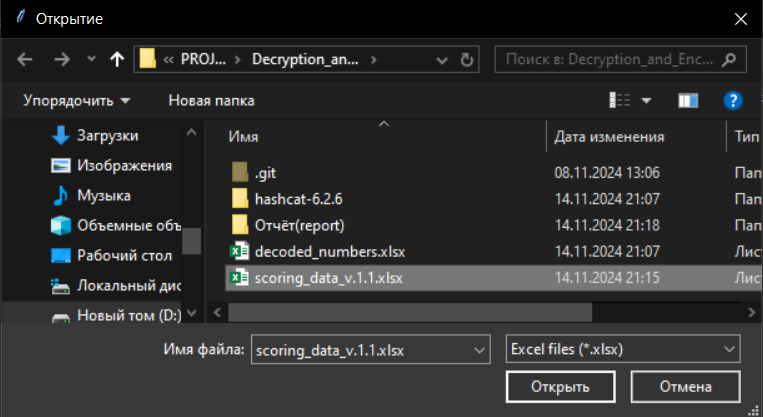 Открытие
« PROJ... › Decryption_an... ›
Поиск в: Decryption_and_Enc...
Упорядочить Новая папка
Имя Дата изменения Тип
Загрузки
Изображения
Музыка
Объемные объ
Рабочий стол
Локальный дис
Новый том (D:)
.git 08.11.2024 13:06 Пап
hashcat-6.2.6 14.11.2024 21:07 Пап
Отчёт(report) 14.11.2024 21:18 Пап
decoded_numbers.xlsx 14.11.2024 21:07 Лис
scoring_data_v.1.1.xlsx 14.11.2024 21:15 Лис
Имя файла: scoring_data_v.1.1.xlsx Excel files (*.xlsx)
Открыть Отмена